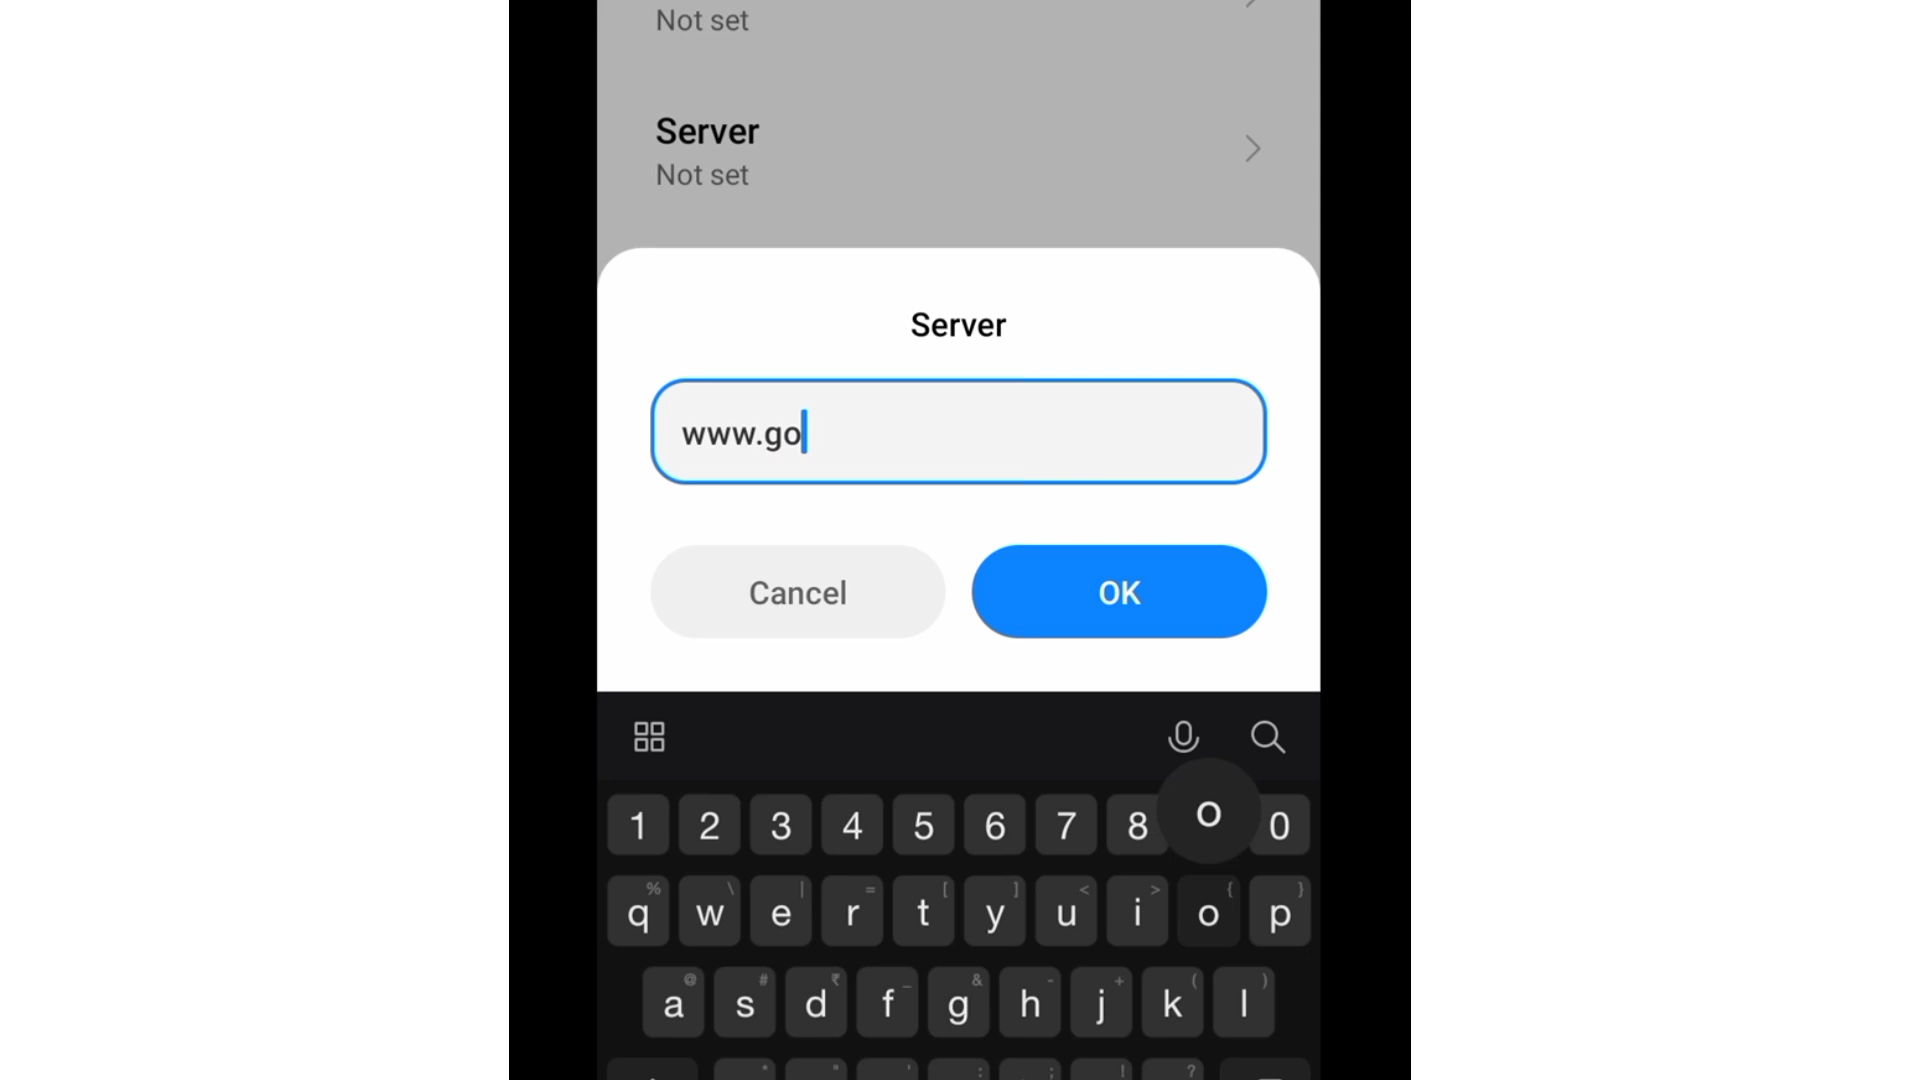 Not set
Server
Not set
Server
www.go
Cancel OK
o
1 2 3 4 5 6 7 8 0
% \ | = [ ] < > { }
q w e r t y u i o p
@ # ₹ _ & - + ( )
a s d f g h j k l
* " ' : ; ! ?